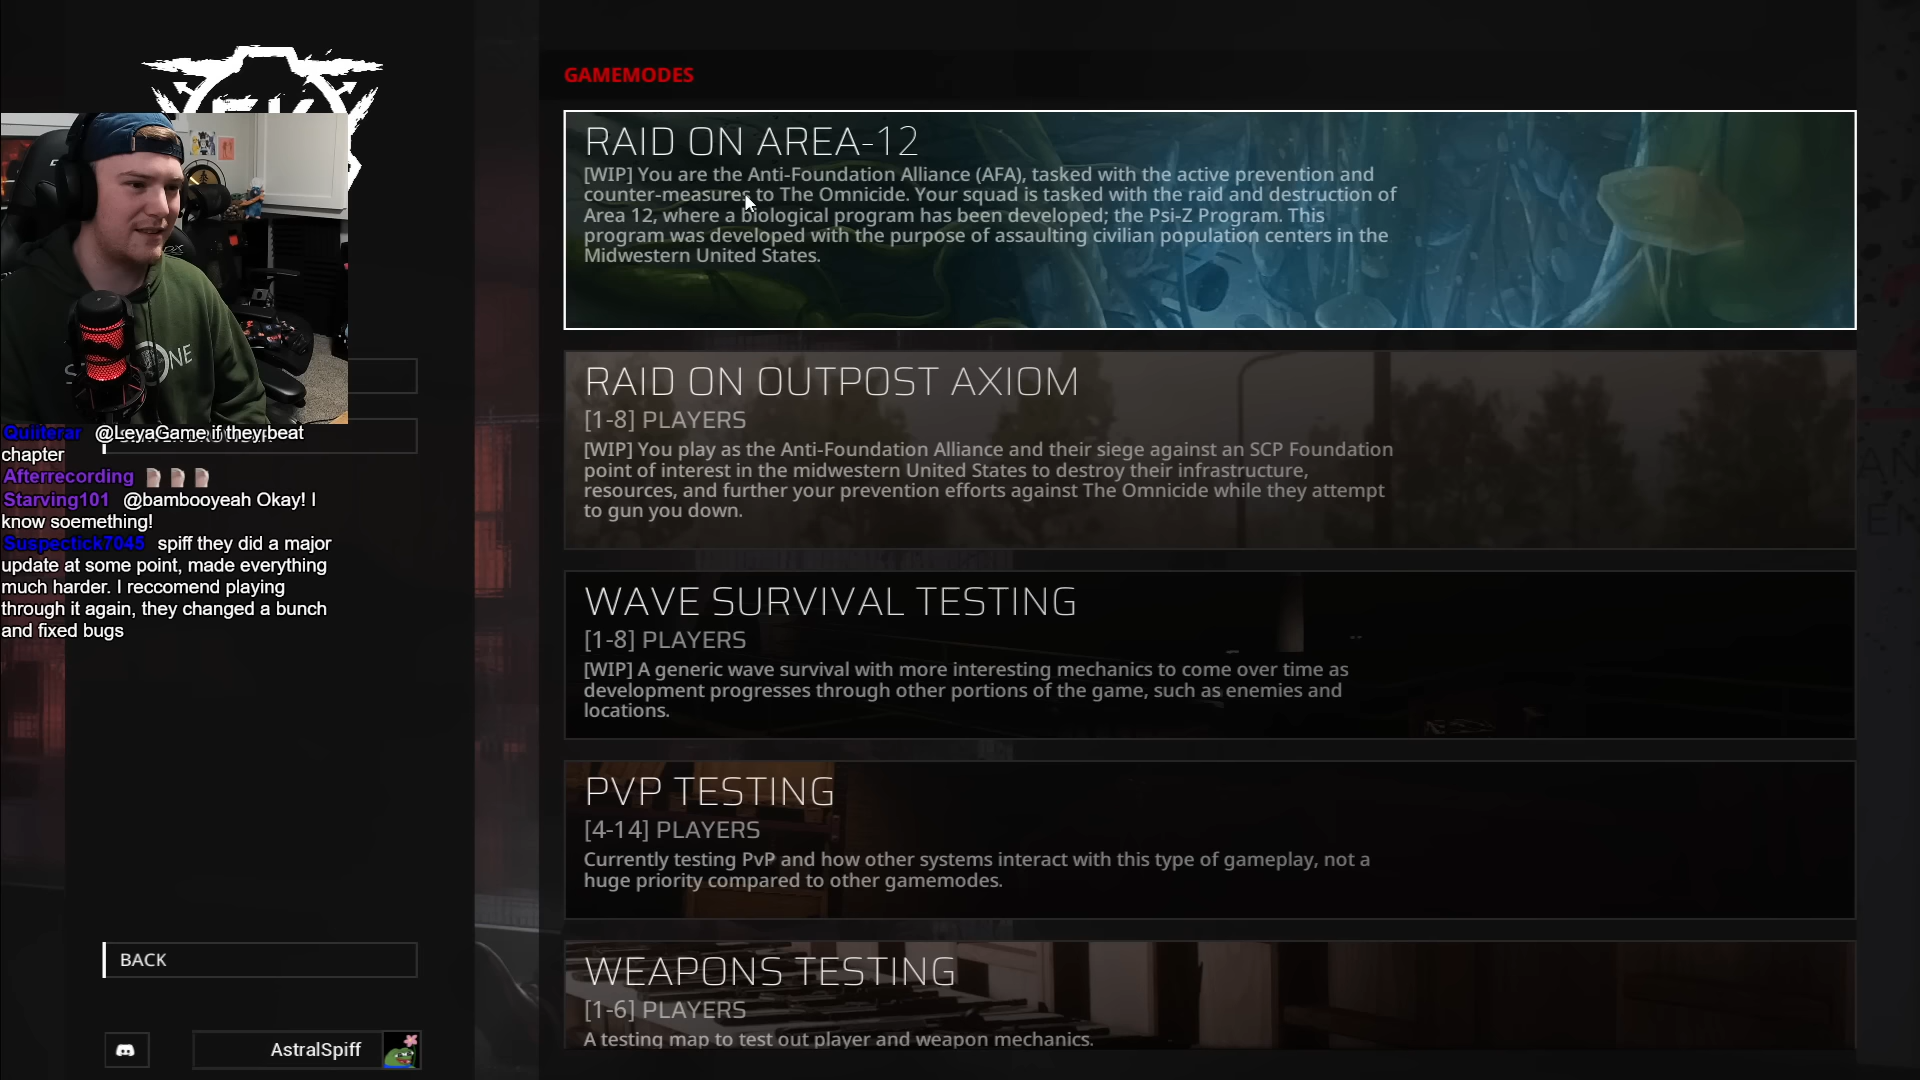 GAMEMODES
RAID ON AREA-12
[WIP] You are the Anti-Foundation Alliance (AFA), tasked with the active prevention and
counter-measures to The Omnicide. Your squad is tasked with the raid and destruction of
Area 12, where a biological program has been developed; the Psi-Z Program. This
program was developed with the purpose of assaulting civilian population centers in the
Midwestern United States.
RAID ON OUTPOST AXIOM
[1-8] PLAYERS
[WIP] You play as the Anti-Foundation Alliance and their siege against an SCP Foundation
point of interest in the midwestern United States to destroy their infrastructure,
resources, and further your prevention efforts against The Omnicide while they attempt
to gun you down.
WAVE SURVIVAL TESTING
[1-8] PLAYERS
[WIP] A generic wave survival with more interesting mechanics to come over time as
development progresses through other portions of the game, such as enemies and
locations.
PVP TESTING
[4-14] PLAYERS
Currently testing PvP and how other systems interact with this type of gameplay, not a
huge priority compared to other gamemodes.
WEAPONS TESTING
[1-6] PLAYERS
A testing map to test out player and weapon mechanics.
Quiiterar @LeyaGame if they beat
chapter
Afterrecording
Starving101 @bambooyeah Okay! I
know soemething!
Suspectick7045 spiff they did a major
update at some point, made everything
much harder. I reccomend playing
through it again, they changed a bunch
and fixed bugs
BACK
AstralSpiff